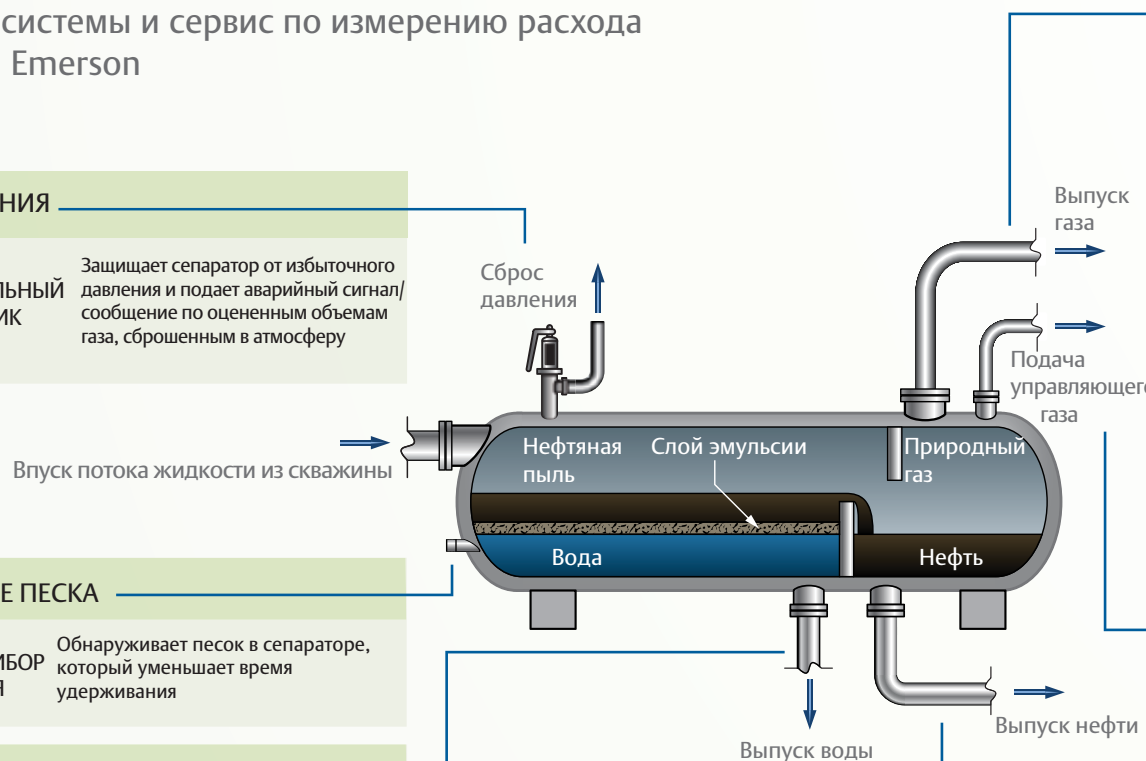 системы и сервис по измерению расхода
Emerson
НИЯ
ЛЬНЫЙ
ИК
Защищает сепаратор от избыточного
давления и подает аварийный сигнал/
сообщение по оцененным объемам
газа, сброшенным в атмосферу
Сброс
давления
Выпуск
газа
Подача
управляющего
газа
Впуск потока жидкости из скважины
Нефтяная
пыль
Слой эмульсии
Природный
газ
Вода
Нефть
Е ПЕСКА
ИБОР
Я
Обнаруживает песок в сепараторе,
который уменьшает время
удерживания
Выпуск нефти
Выпуск воды